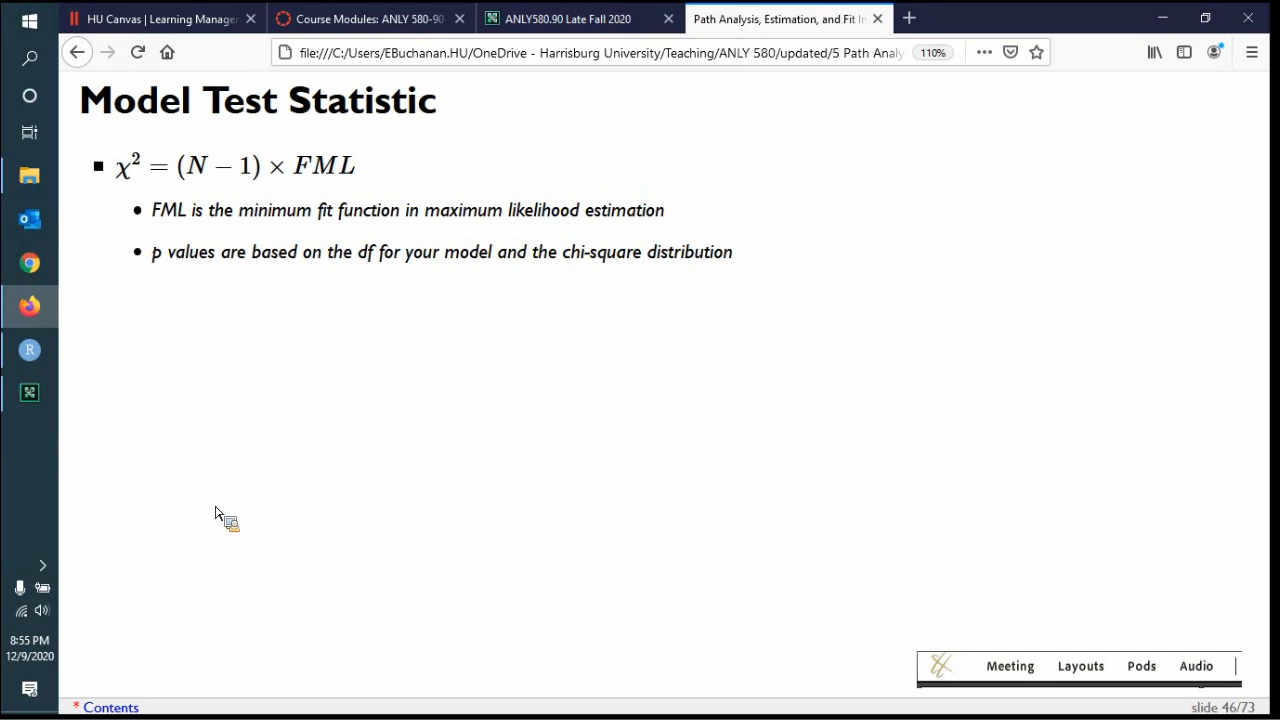 HU Canvas | Learning Manager
Course Modules: ANLY 580-90-
ANLY580.90 Late Fall 2020
Path Analysis, Estimation, and Fit In
file:///C:/Users/EBuchanan.HU/OneDrive - Harrisburg University/Teaching/ANLY 580/updated/5 Path Analy
110%
Model Test Statistic
χ² = (N − 1) × FML
FML is the minimum fit function in maximum likelihood estimation
p values are based on the df for your model and the chi-square distribution
R
8:55 PM
12/9/2020
Meeting Layouts Pods Audio
* Contents
slide 46/73